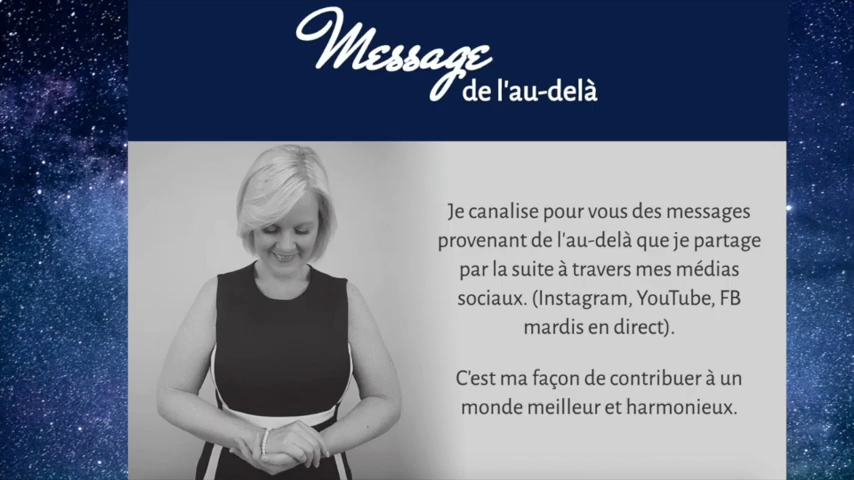 Message
de l'au-delà
Je canalise pour vous des messages
provenant de l'au-delà que je partage
par la suite à travers mes médias
sociaux. (Instagram, YouTube, FB
mardis en direct).
C'est ma façon de contribuer à un
monde meilleur et harmonieux.